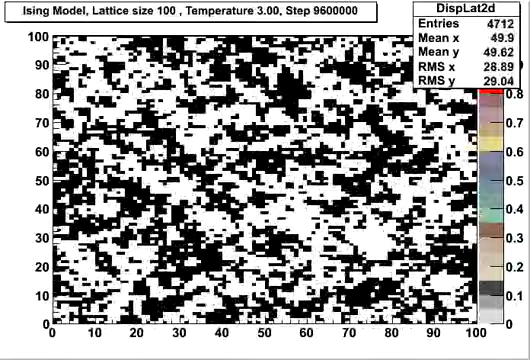 Ising Model, Lattice size 100 , Temperature 3.00, Step 9600000
DispLat2d
Entries 4712
Mean x 49.9
Mean y 49.62
RMS x 28.89
RMS y 29.04
100
90
80
70
60
50
40
30
20
10
0
0 10 20 30 40 50 60 70 80 90 100
0.8
0.7
0.6
0.5
0.4
0.3
0.2
0.1
0